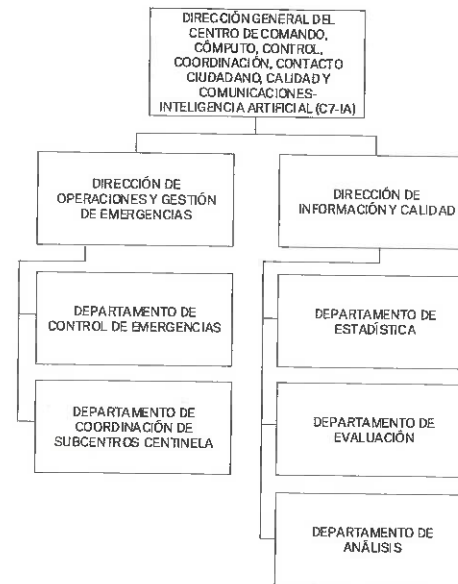 DIRECCIÓN GENERAL DEL
CENTRO DE COMANDO,
CÓMPUTO, CONTROL,
COORDINACIÓN, CONTACTO
CIUDADANO, CALIDAD Y
COMUNICACIONES-
INTELIGENCIA ARTIFICIAL (C7-IA)
DIRECCIÓN DE
OPERACIONES Y GESTIÓN
DE EMERGENCIAS
DEPARTAMENTO DE
CONTROL DE EMERGENCIAS
DEPARTAMENTO DE
COORDINACIÓN DE
SUBCENTROS CENTINELA
DIRECCIÓN DE
INFORMACIÓN Y CALIDAD
DEPARTAMENTO DE
ESTADÍSTICA
DEPARTAMENTO DE
EVALUACIÓN
DEPARTAMENTO DE
ANÁLISIS